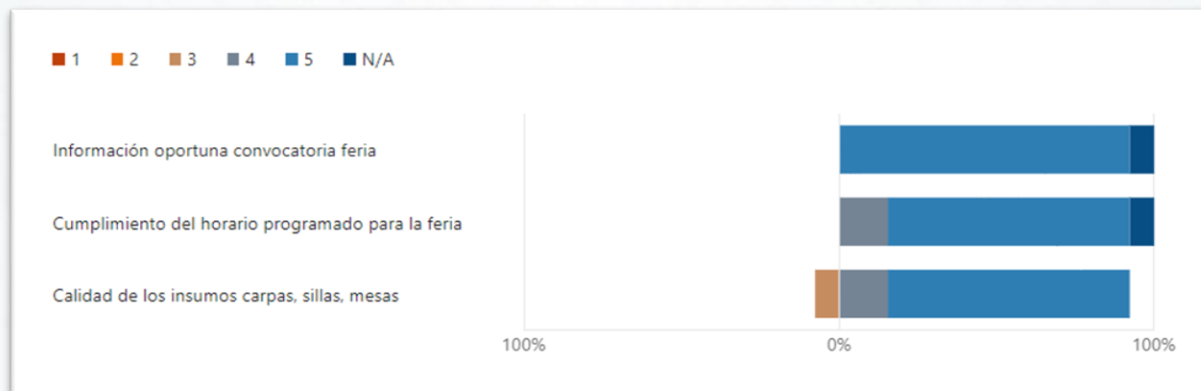 1 2 3 4 5 N/A
Información oportuna convocatoria feria
Cumplimiento del horario programado para la feria
Calidad de los insumos carpas, sillas, mesas
100% 0% 100%